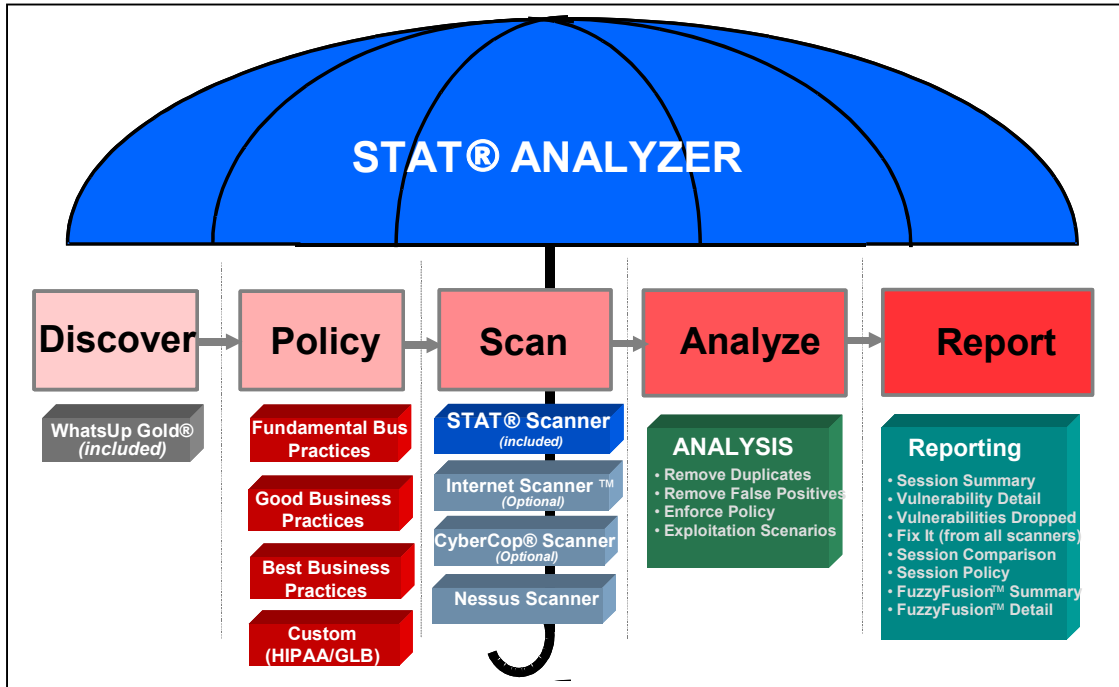 STAT® ANALYZER
Discover
Policy
Scan
Analyze
Report
WhatsUp Gold®
(included)
Fundamental Bus
Practices
Good Business
Practices
Best Business
Practices
Custom
(HIPAA/GLB)
STAT® Scanner
(included)
Internet Scanner ™
(Optional)
CyberCop® Scanner
(Optional)
Nessus Scanner
ANALYSIS
• Remove Duplicates
• Remove False Positives
• Enforce Policy
• Exploitation Scenarios
Reporting
• Session Summary
• Vulnerability Detail
• Vulnerabilities Dropped
• Fix It (from all scanners)
• Session Comparison
• Session Policy
• FuzzyFusion™ Summary
• FuzzyFusion™ Detail